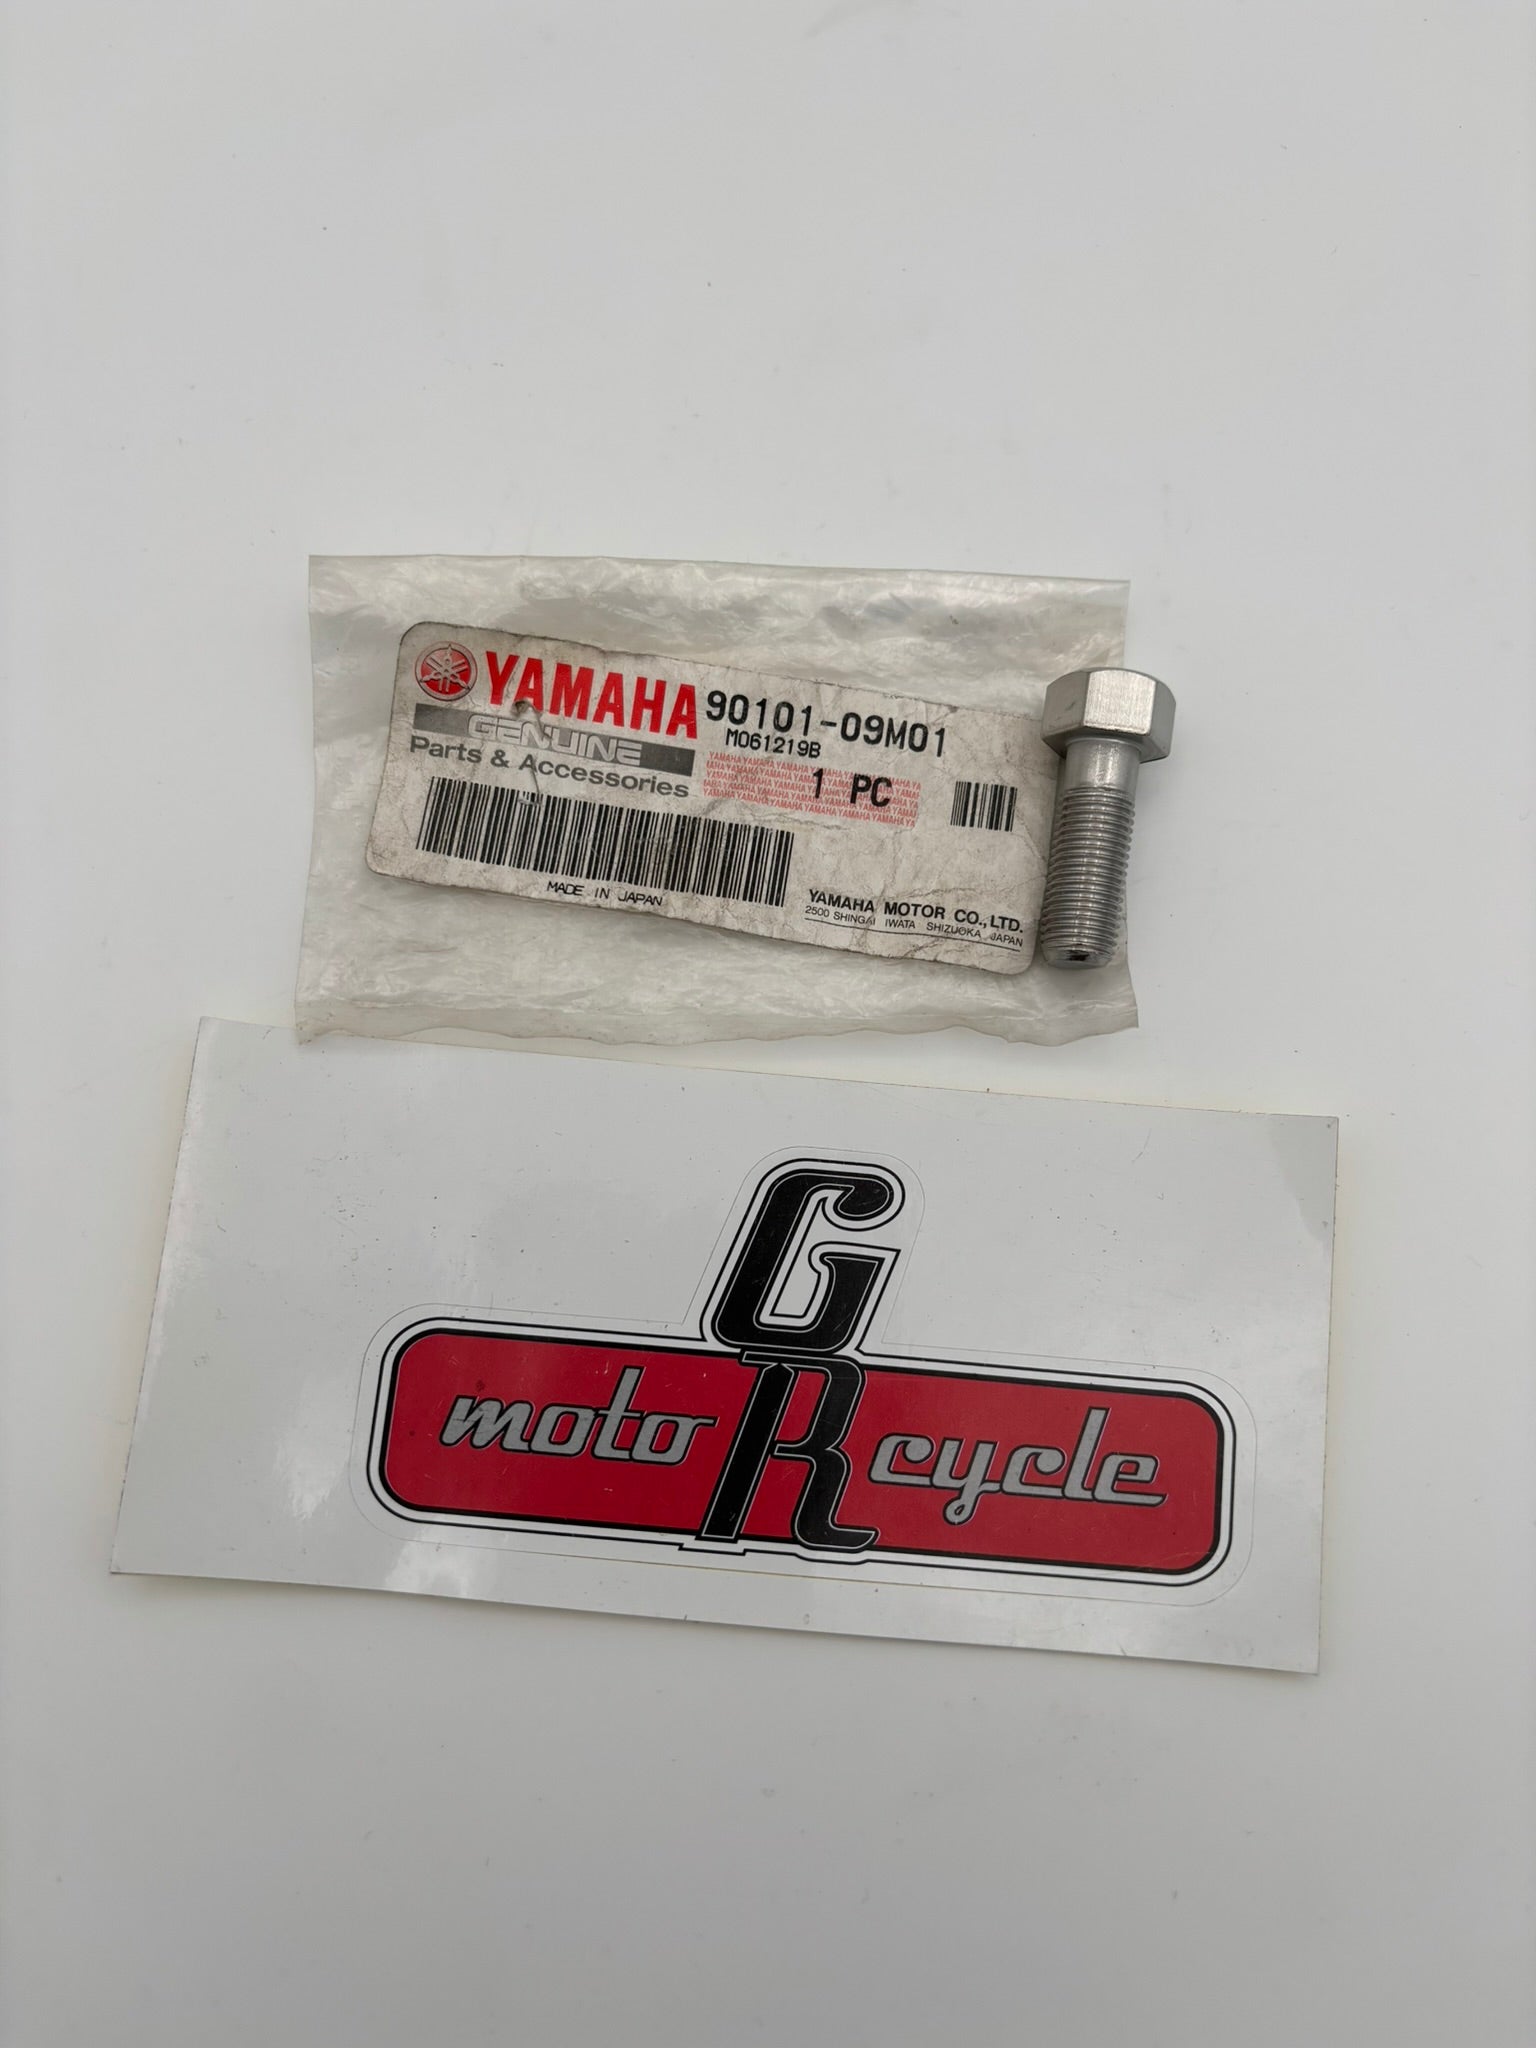 YAMAHA
GENUINE
Parts & Accessories
90101-09M01
M061219B
1 PC
MADE IN JAPAN
YAMAHA MOTOR CO.,LTD.
2500 SHINGAI IWATA SHIZUOKA JAPAN
GR
moto cycle